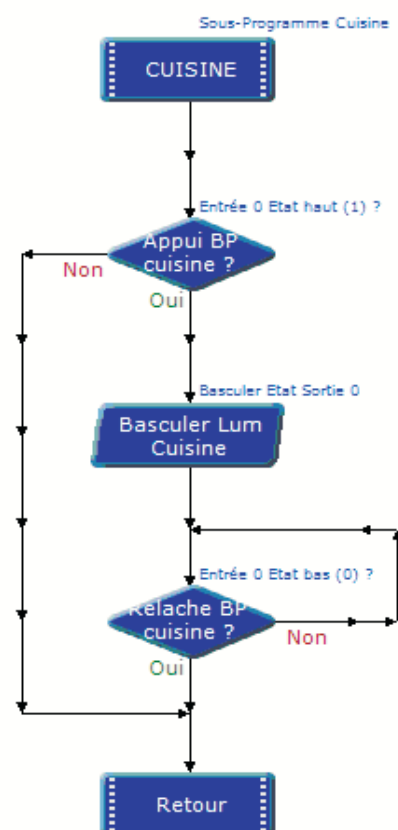 Sous-Programme Cuisine
CUISINE
Entrée 0 Etat haut (1) ?
Appui BP
cuisine ?
Non
Oui
Basculer Etat Sortie 0
Basculer Lum
Cuisine
Entrée 0 Etat bas (0) ?
Relache BP
cuisine ?
Non
Oui
Retour